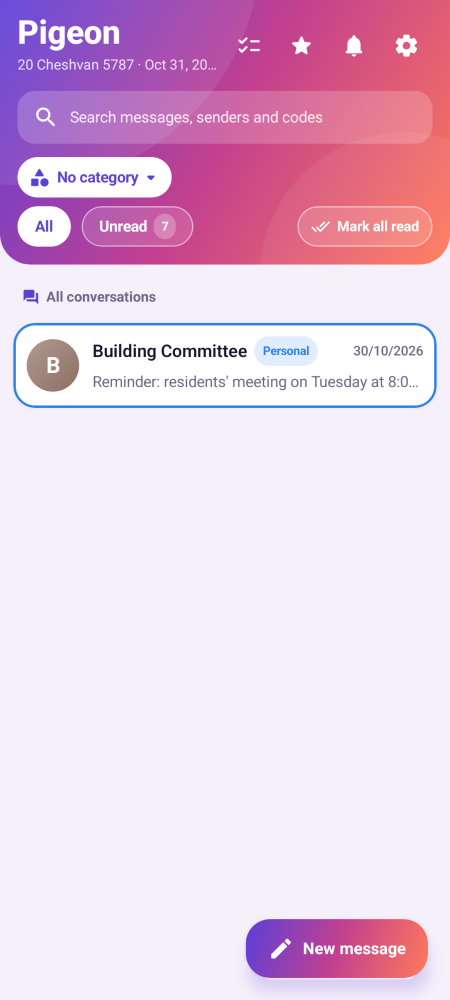 Pigeon
20 Cheshvan 5787 · Oct 31, 20…
Search messages, senders and codes
No category
All
Unread 7
Mark all read
All conversations
B
Building Committee Personal 30/10/2026
Reminder: residents' meeting on Tuesday at 8:0…
New message